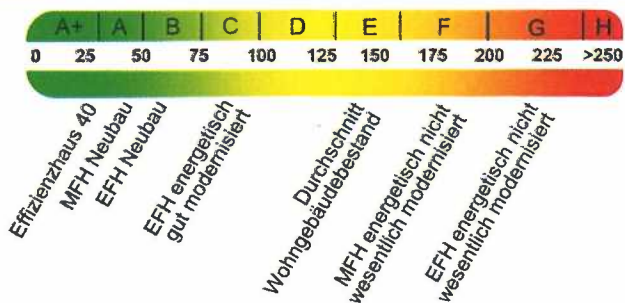 A+ A B C D E F G H
0 25 50 75 100 125 150 175 200 225 >250
Effizienzhaus 40
MFH Neubau
EFH Neubau
EFH energetisch
gut modernisiert
Durchschnitt
Wohngebäudebestand
MFH energetisch nicht
wesentlich modernisiert
EFH energetisch nicht
wesentlich modernisiert